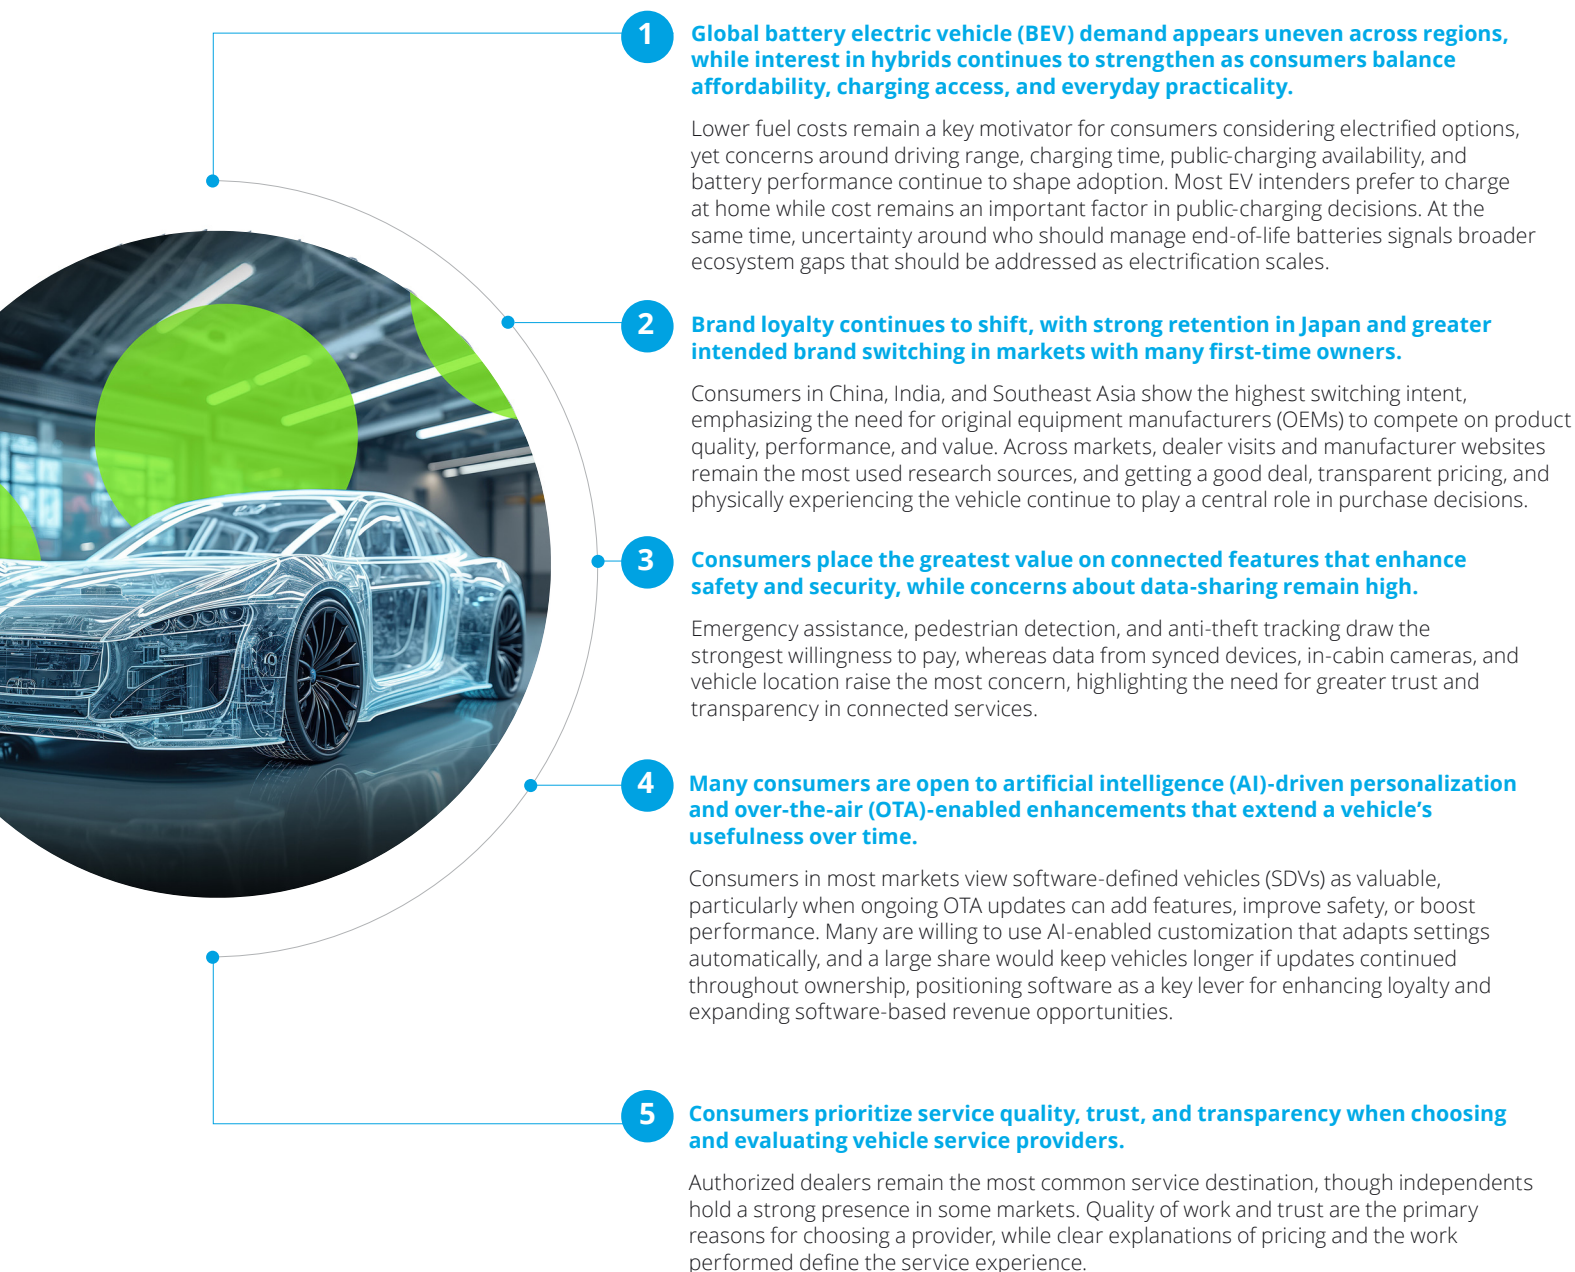 1
Global battery electric vehicle (BEV) demand appears uneven across regions,
while interest in hybrids continues to strengthen as consumers balance
affordability, charging access, and everyday practicality.
Lower fuel costs remain a key motivator for consumers considering electrified options,
yet concerns around driving range, charging time, public-charging availability, and
battery performance continue to shape adoption. Most EV intenders prefer to charge
at home while cost remains an important factor in public-charging decisions. At the
same time, uncertainty around who should manage end-of-life batteries signals broader
ecosystem gaps that should be addressed as electrification scales.
2
Brand loyalty continues to shift, with strong retention in Japan and greater
intended brand switching in markets with many first-time owners.
Consumers in China, India, and Southeast Asia show the highest switching intent,
emphasizing the need for original equipment manufacturers (OEMs) to compete on product
quality, performance, and value. Across markets, dealer visits and manufacturer websites
remain the most used research sources, and getting a good deal, transparent pricing, and
physically experiencing the vehicle continue to play a central role in purchase decisions.
3
Consumers place the greatest value on connected features that enhance
safety and security, while concerns about data-sharing remain high.
Emergency assistance, pedestrian detection, and anti-theft tracking draw the
strongest willingness to pay, whereas data from synced devices, in-cabin cameras, and
vehicle location raise the most concern, highlighting the need for greater trust and
transparency in connected services.
4
Many consumers are open to artificial intelligence (AI)-driven personalization
and over-the-air (OTA)-enabled enhancements that extend a vehicle’s
usefulness over time.
Consumers in most markets view software-defined vehicles (SDVs) as valuable,
particularly when ongoing OTA updates can add features, improve safety, or boost
performance. Many are willing to use AI-enabled customization that adapts settings
automatically, and a large share would keep vehicles longer if updates continued
throughout ownership, positioning software as a key lever for enhancing loyalty and
expanding software-based revenue opportunities.
5
Consumers prioritize service quality, trust, and transparency when choosing
and evaluating vehicle service providers.
Authorized dealers remain the most common service destination, though independents
hold a strong presence in some markets. Quality of work and trust are the primary
reasons for choosing a provider, while clear explanations of pricing and the work
performed define the service experience.